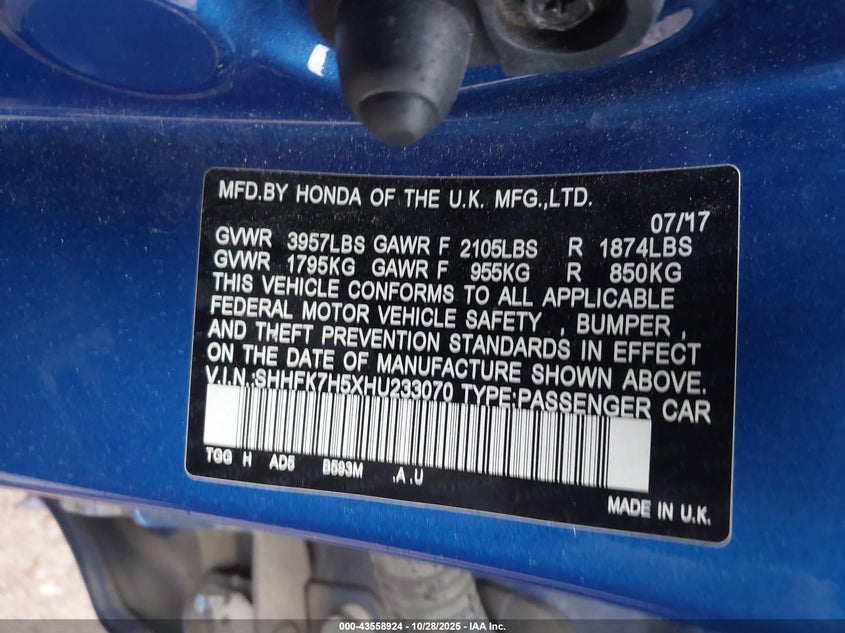 MFD.BY HONDA OF THE U.K. MFG.,LTD.
07/17
GVWR 3957LBS GAWR F 2105LBS R 1874LBS
GVWR 1795KG GAWR F 955KG R 850KG
THIS VEHICLE CONFORMS TO ALL APPLICABLE
FEDERAL MOTOR VEHICLE SAFETY , BUMPER ,
AND THEFT PREVENTION STANDARDS IN EFFECT
ON THE DATE OF MANUFACTURE SHOWN ABOVE.
V.I.N.:SHHFK7H5XHU233070 TYPE:PASSENGER CAR
TGG H AD5 B593M .A .U
MADE IN U.K.
000-43558924 | 10/28/2025 - IAA Inc.